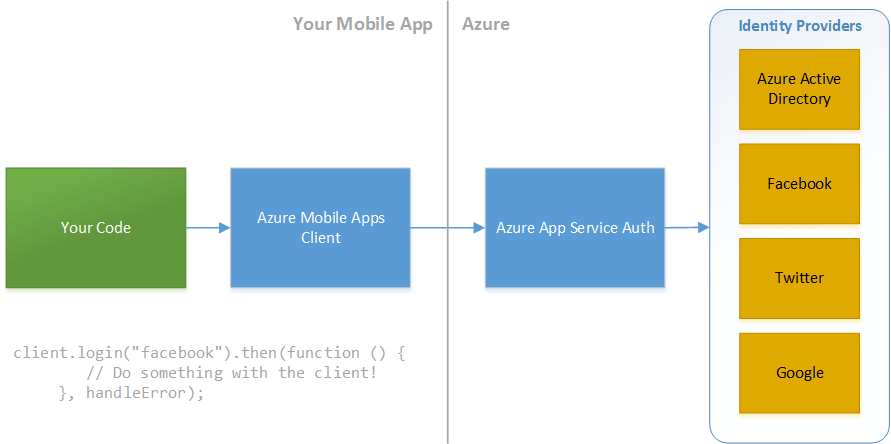 Your Mobile App
Azure
Identity Providers
Azure Active
Directory
Facebook
Twitter
Google
Your Code
Azure Mobile Apps
Client
Azure App Service Auth
client.login("facebook").then(function () {
// Do something with the client!
}, handleError);